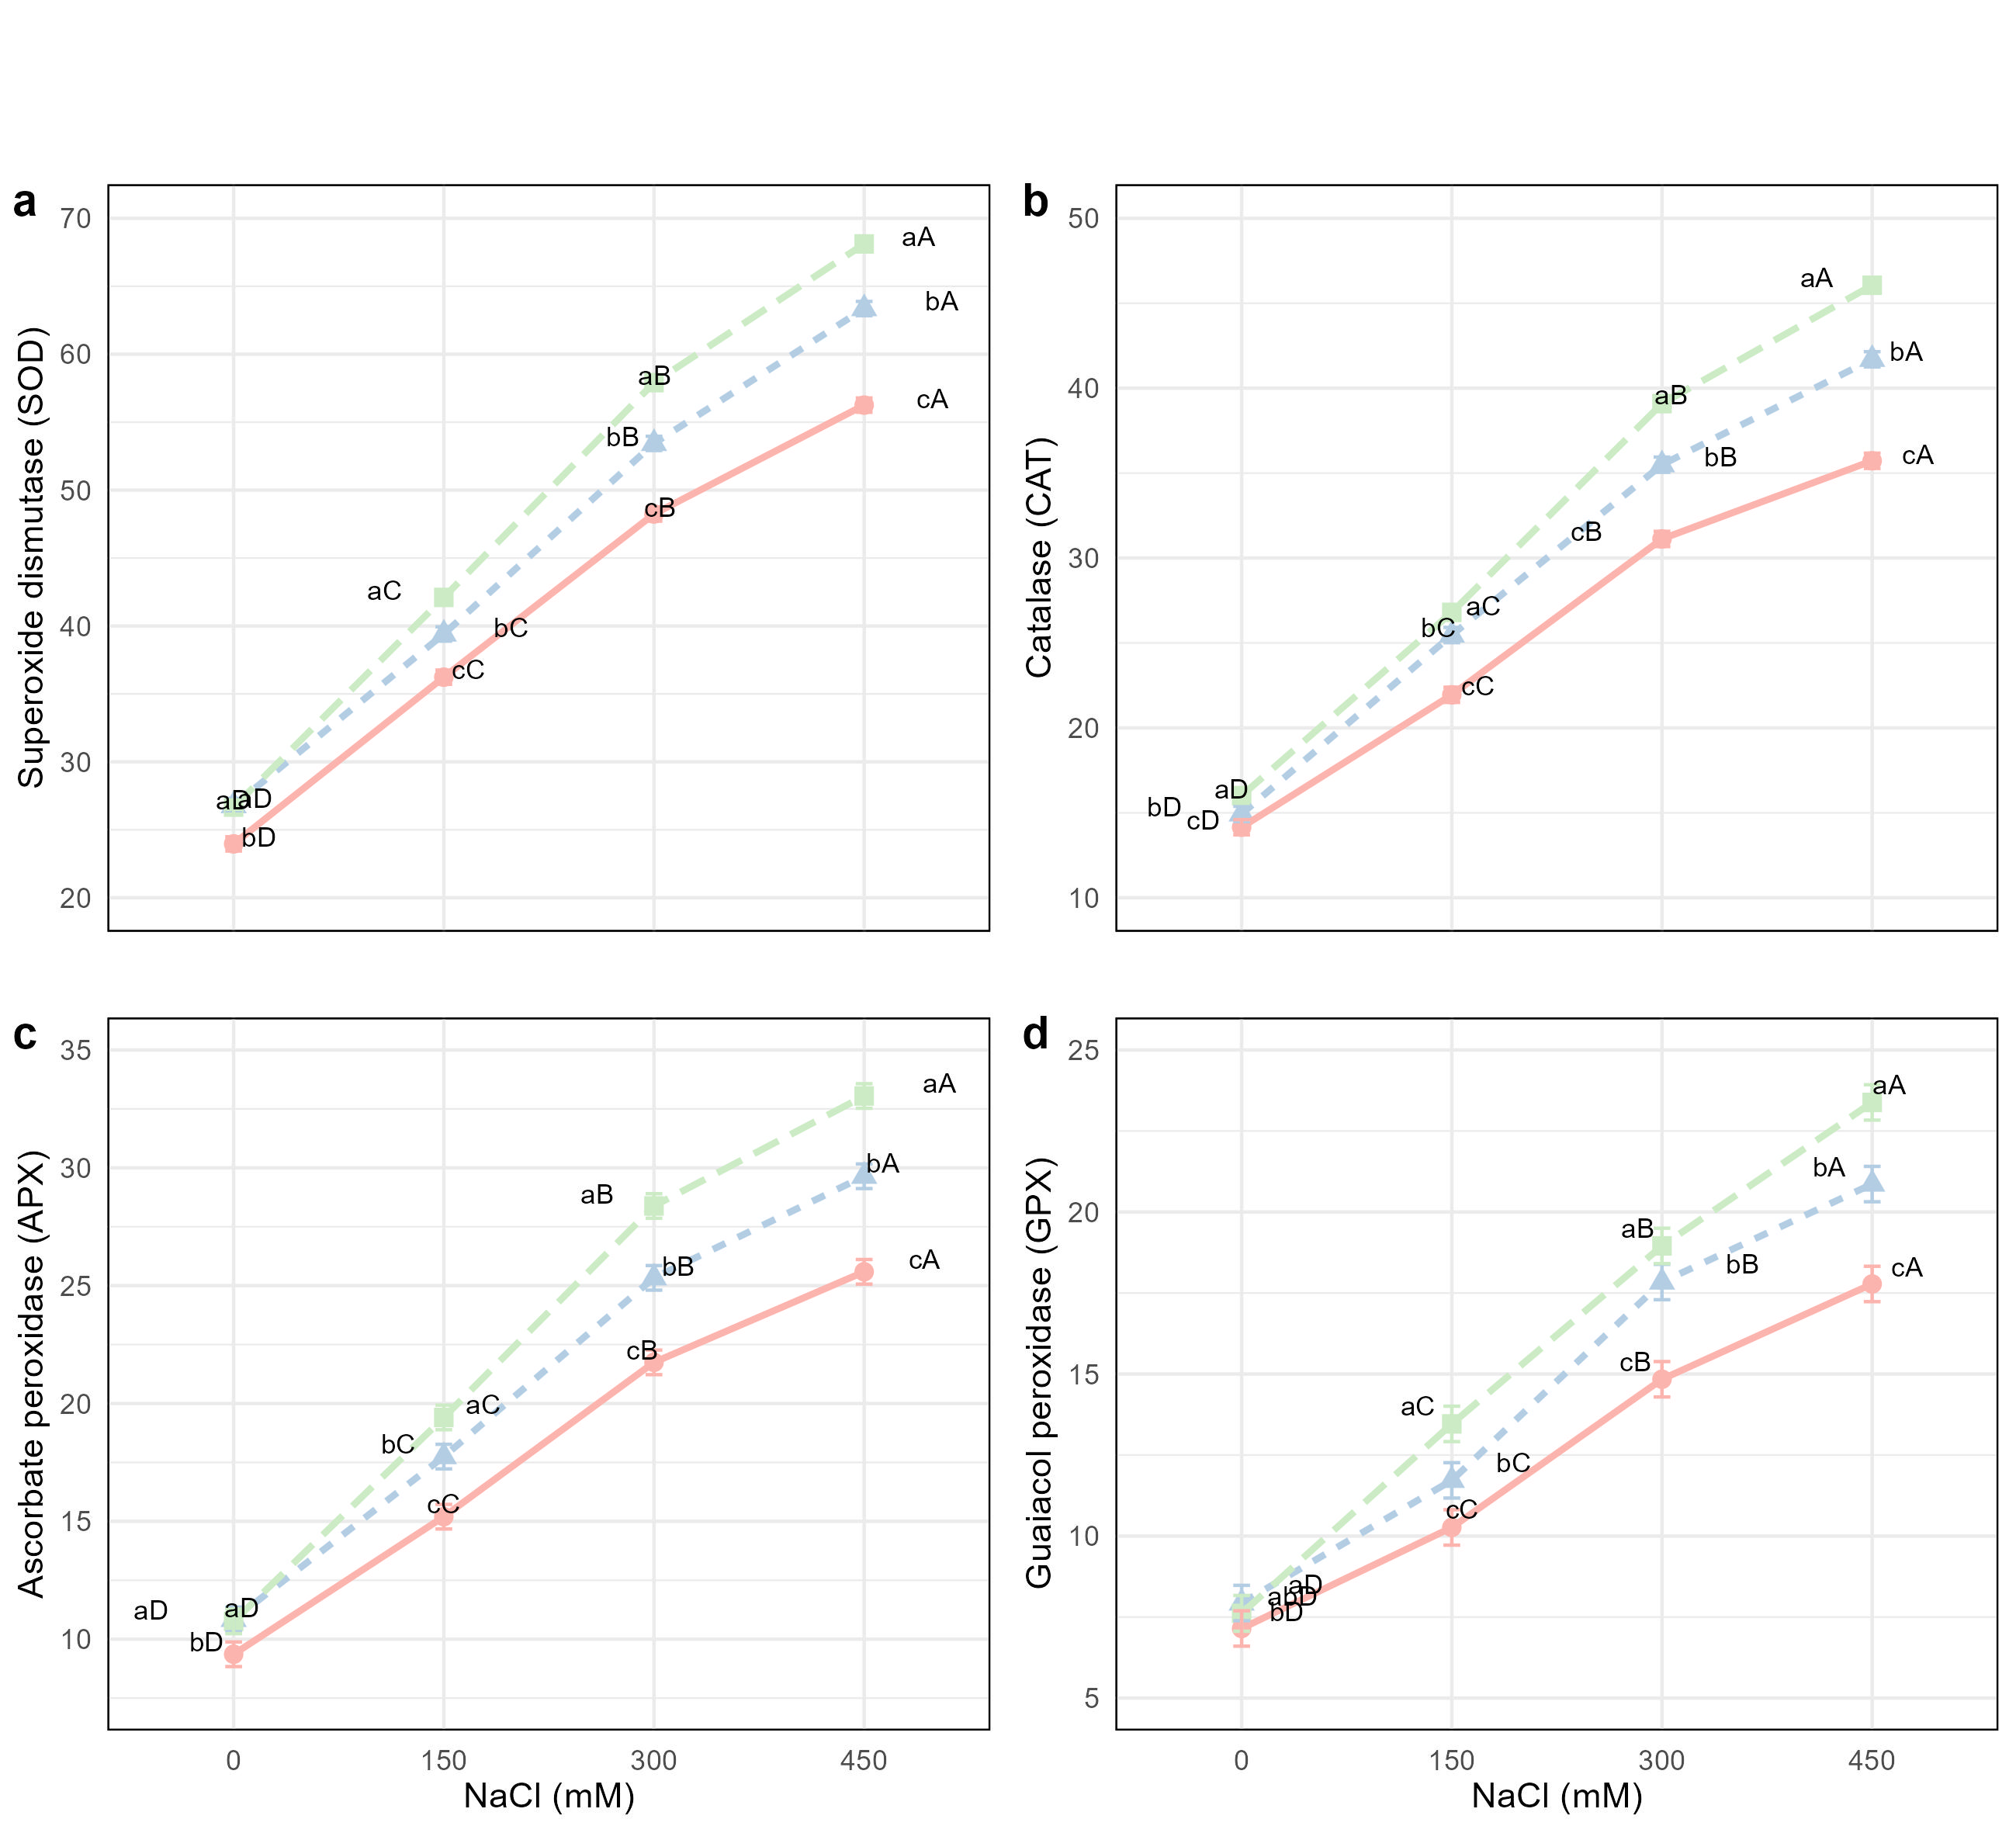 a
Superoxide dismutase (SOD)
70
60
50
40
30
20
aA
bA
aB
cA
bB
cB
aC
bC
cC
aD
aD
bD
b
Catalase (CAT)
50
40
30
20
10
aA
bA
aB
bB
cA
cB
aC
bC
cC
aD
bD
cD
c
Ascorbate peroxidase (APX)
35
30
25
20
15
10
aA
bA
aB
bB
cA
cB
aC
bC
cC
aD
aD
bD
0 150 300 450
NaCl (mM)
d
Guaiacol peroxidase (GPX)
25
20
15
10
5
aA
bA
aB
bB
cA
cB
aC
bC
cC
aD
abD
bD
0 150 300 450
NaCl (mM)